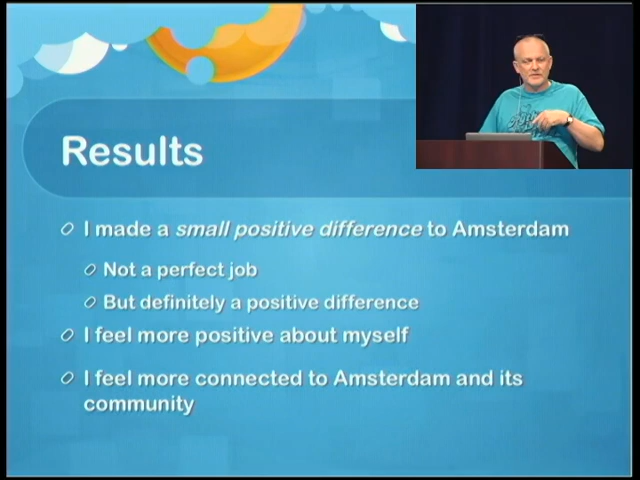 Results
I made a small positive difference to Amsterdam
Not a perfect job
But definitely a positive difference
I feel more positive about myself
I feel more connected to Amsterdam and its
community